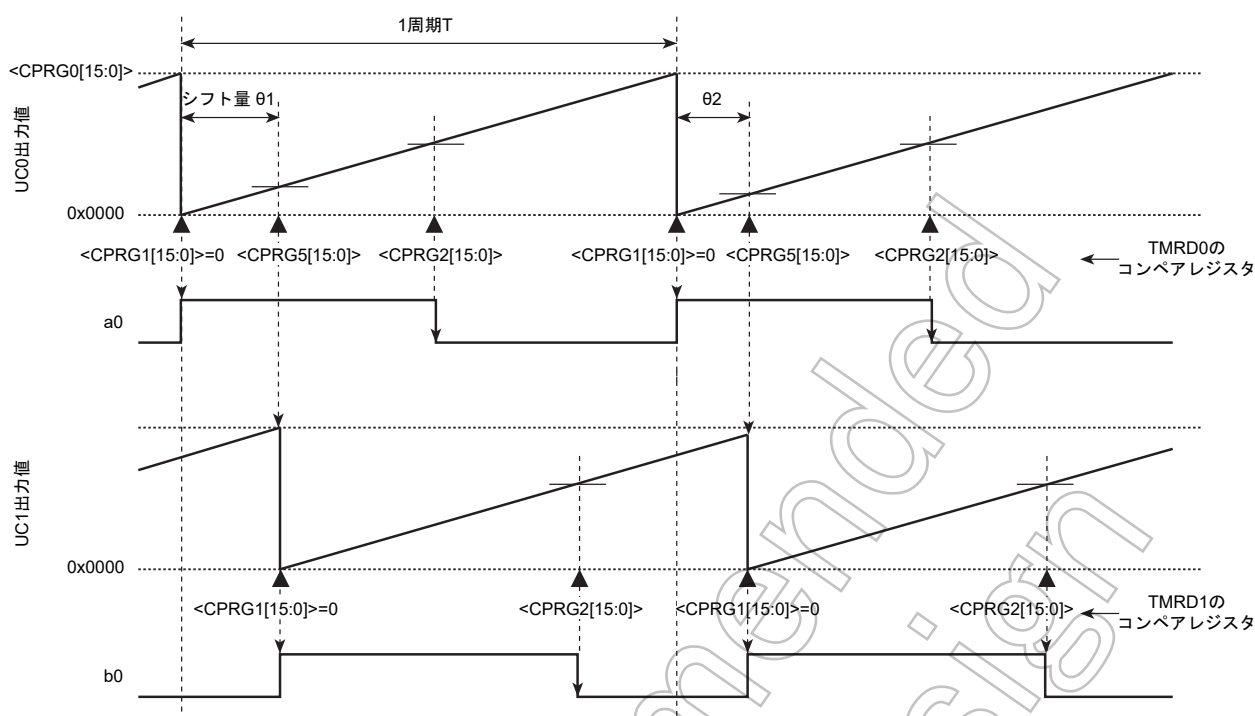 1周期T
<CPRG0[15:0]>
シフト量 θ1
θ2
UC0出力値
0x0000
<CPRG1[15:0]>=0
<CPRG5[15:0]>
<CPRG2[15:0]>
<CPRG1[15:0]>=0
<CPRG5[15:0]>
<CPRG2[15:0]>
TMRD0の
コンペアレジスタ
a0
UC1出力値
0x0000
<CPRG1[15:0]>=0
<CPRG2[15:0]>
<CPRG1[15:0]>=0
<CPRG2[15:0]>
TMRD1の
コンペアレジスタ
b0
mended
sign